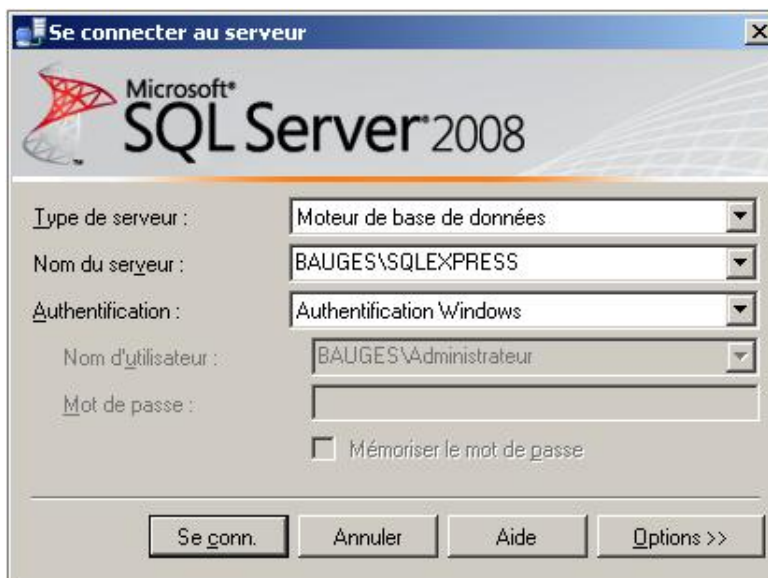 Se connecter au serveur
Microsoft®
SQL Server® 2008
Type de serveur : Moteur de base de données
Nom du serveur : BAUGES\SQLEXPRESS
Authentification : Authentification Windows
Nom d'utilisateur : BAUGES\Administrateur
Mot de passe :
Mémoriser le mot de passe
Se conn. Annuler Aide Options >>